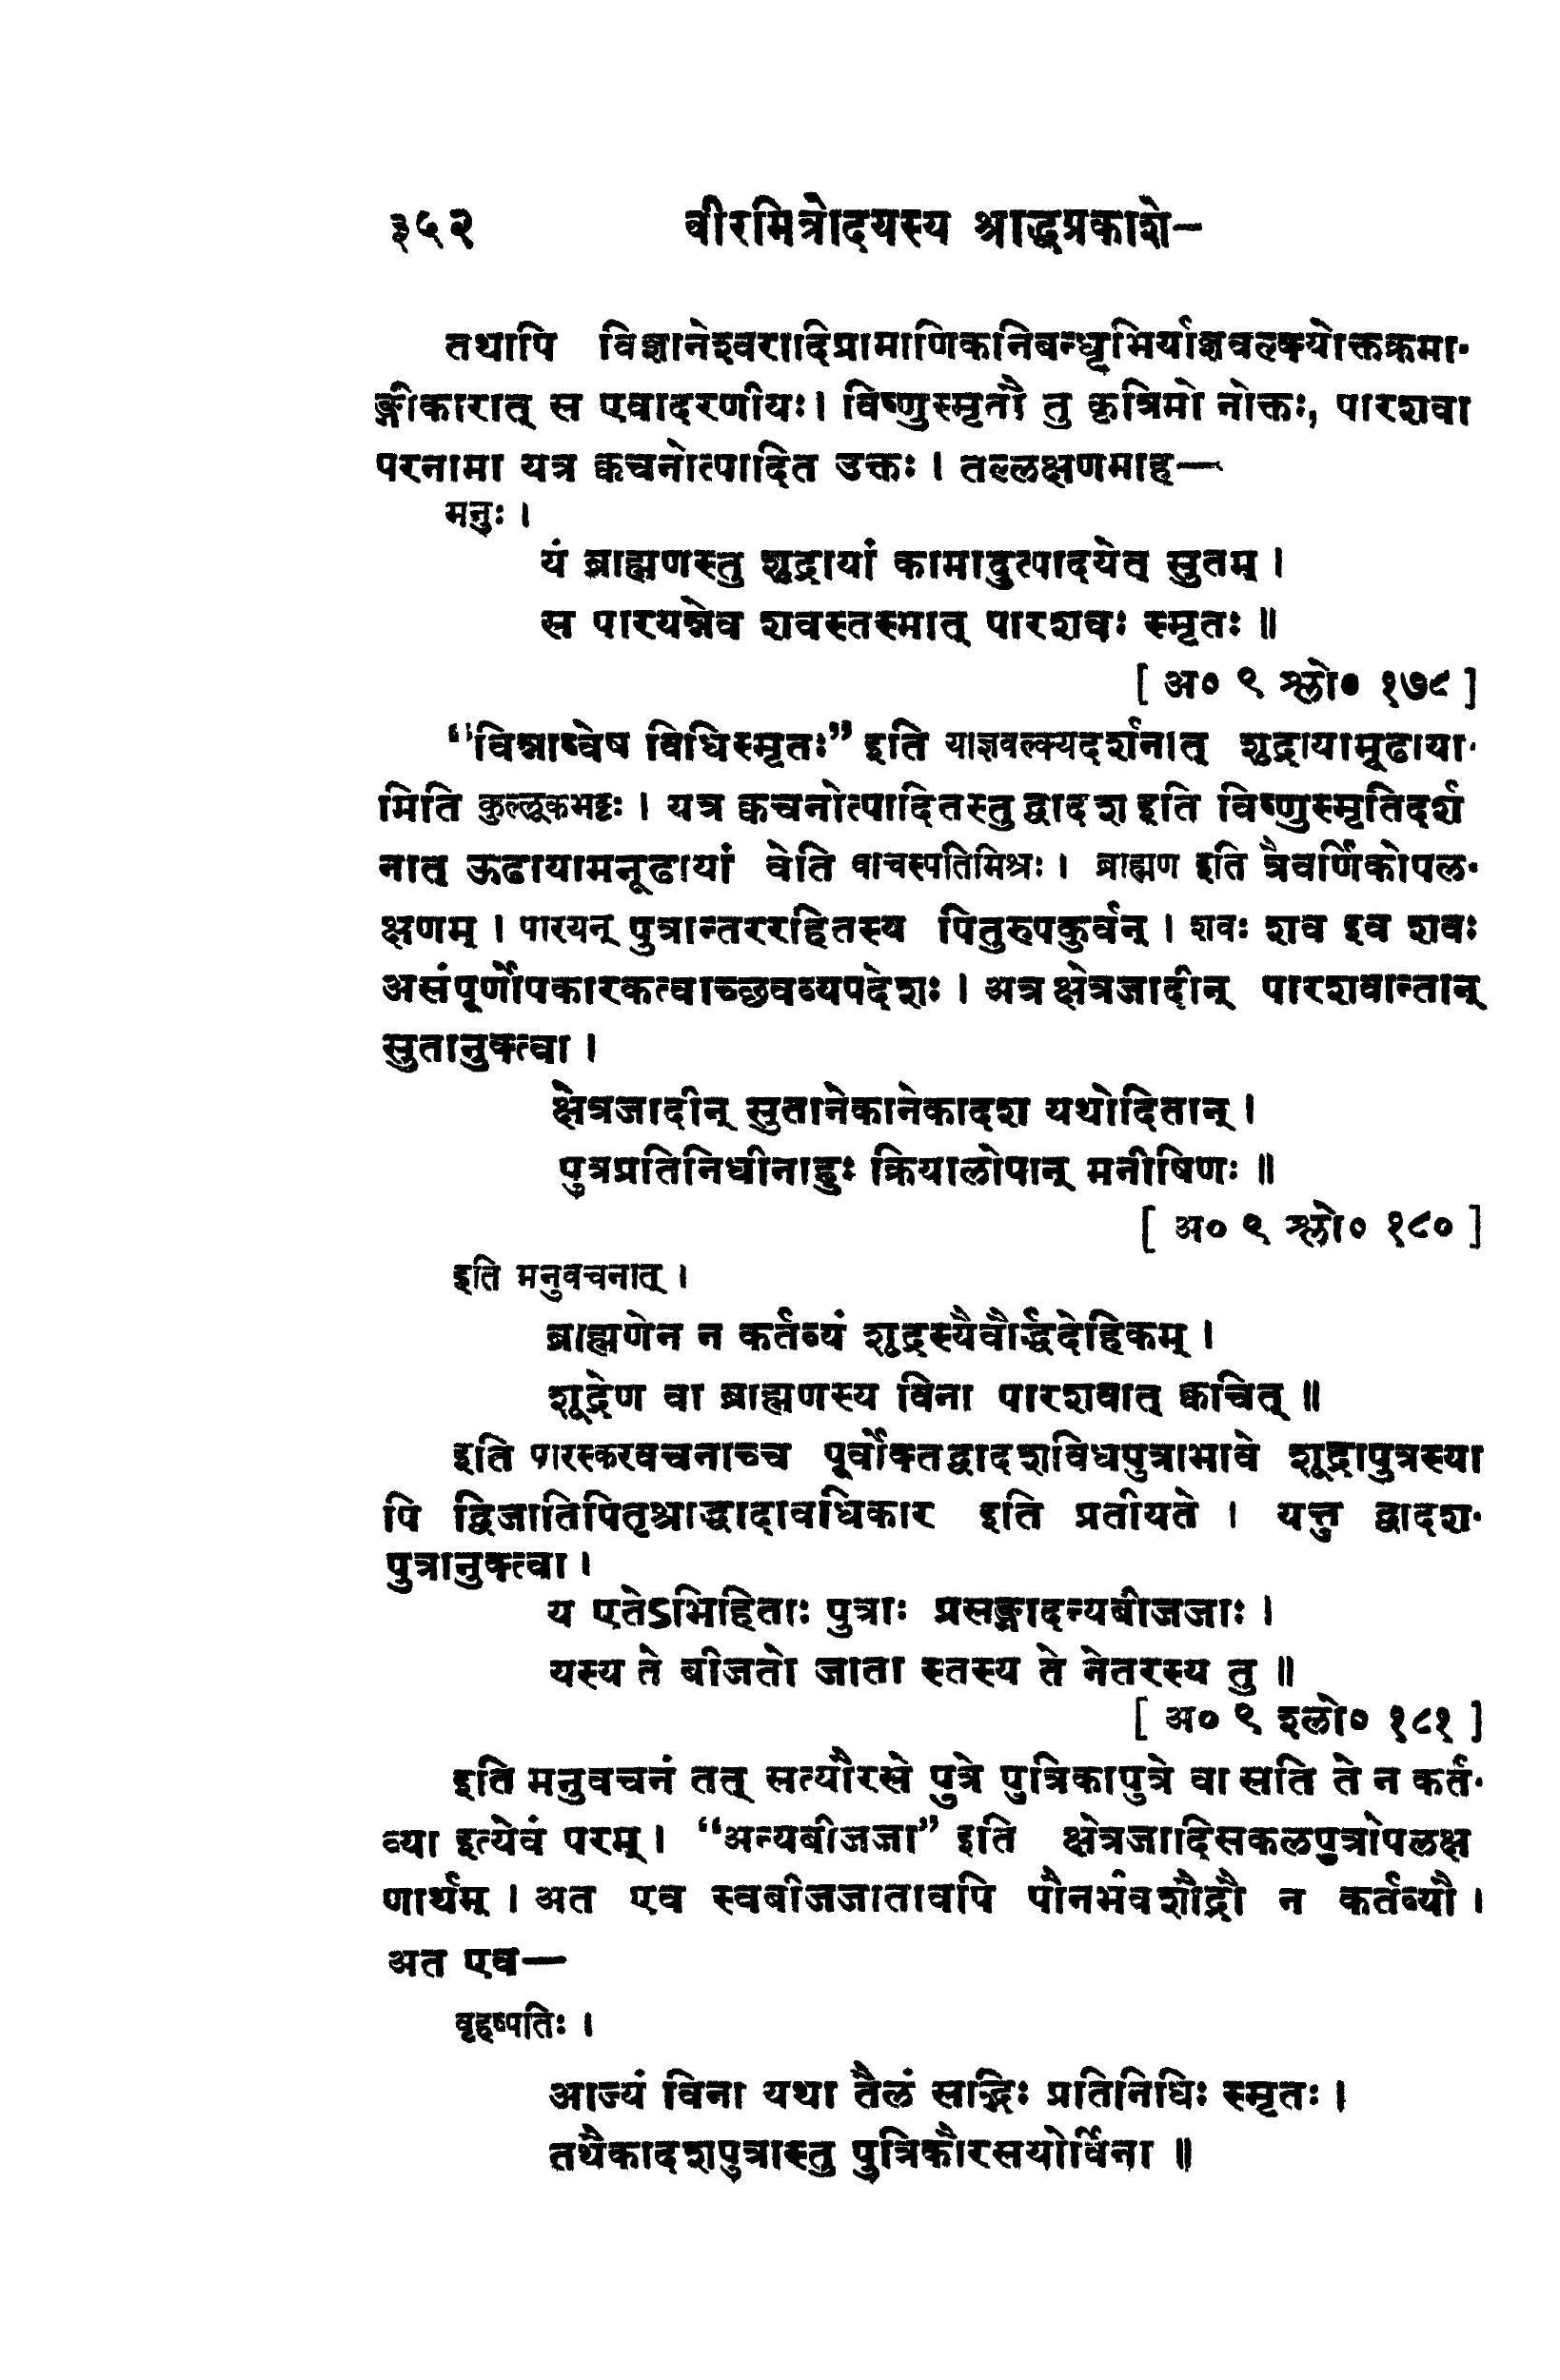 ३५२ वीरमित्रोदयस्य श्राद्धप्रकाशे-
तथापि विज्ञानेश्वरादिप्रामाणिकनिबन्धृभिर्याज्ञवल्क्योक्तक्रमा-
ङ्गीकारात् स एवादरणीयः। विष्णुस्मृतौ तु कृत्रिमो नोक्तः, पारशवा
परनामा यत्र क्वचनोत्पादित उक्तः । तल्लक्षणमाह—
मनुः ।
यं ब्राह्मणस्तु शूद्रायां कामादुत्पादयेत् सुतम् ।
स पारयन्नेव शवस्तस्मात् पारशवः स्मृतः ॥
[ अ० ९ श्लो० १७८ ]
“विन्नास्वेष विधिस्मृतः” इति याज्ञवल्क्यदर्शनात् शूद्रायामूढाया-
मिति कुल्लूकभट्टः । यत्र क्वचनोत्पादितस्तु द्वादश इति विष्णुस्मृतिदर्श
नात् ऊढायामनूढायां वेति वाचस्पतिमिश्रः । ब्राह्मण इति त्रैवर्णिकोपल-
क्षणम् । पारयन् पुत्रान्तररहितस्य पितुरुपकुर्वन् । शवः शव इव शवः
असंपूर्णोपकारकत्वाच्छवव्यपदेशः । अत्र क्षेत्रजादीन् पारशवान्तान्
सुतानुक्त्वा ।
क्षेत्रजादीन् सुतानेकानेकादश यथोदितान् ।
पुत्रप्रतिनिधीनाहुः क्रियालोपान् मनीषिणः ॥
[ अ० ९ श्लो० १८० ]
इति मनुवचनात् ।
ब्राह्मणेन न कर्तव्यं शूद्रस्यैवौर्द्धदेहिकम् ।
शूद्रेण वा ब्राह्मणस्य विना पारशवात् क्वचित् ॥
इति पारस्करवचनाच्च पूर्वोक्तद्वादशविधपुत्राभावे शूद्रापुत्रस्या
पि द्विजातिपितृश्राद्धादावधिकार इति प्रतीयते । यत्तु द्वादश-
पुत्रानुक्त्वा ।
य एतेऽभिहिताः पुत्राः प्रसङ्गादन्यबीजजाः ।
यस्य ते बीजतो जाता स्तस्य ते नेतरस्य तु ॥
[ अ० ९ श्लो० १८१ ]
इति मनुवचनं तत् सत्यौरसे पुत्रे पुत्रिकापुत्रे वा सति ते न कर्त-
व्या इत्येवं परम् । “अन्यबीजजा” इति क्षेत्रजादिसकलपुत्रोपलक्ष
णार्थम् । अत एव स्वबीजजातावपि पौनर्भवशौद्रौ न कर्तव्यौ ।
अत एव—
वृहष्पतिः ।
आज्यं विना यथा तैलं सद्भिः प्रतिनिधिः स्मृतः ।
तथैकादशपुत्रास्तु पुत्रिकौरसयोर्विना ॥